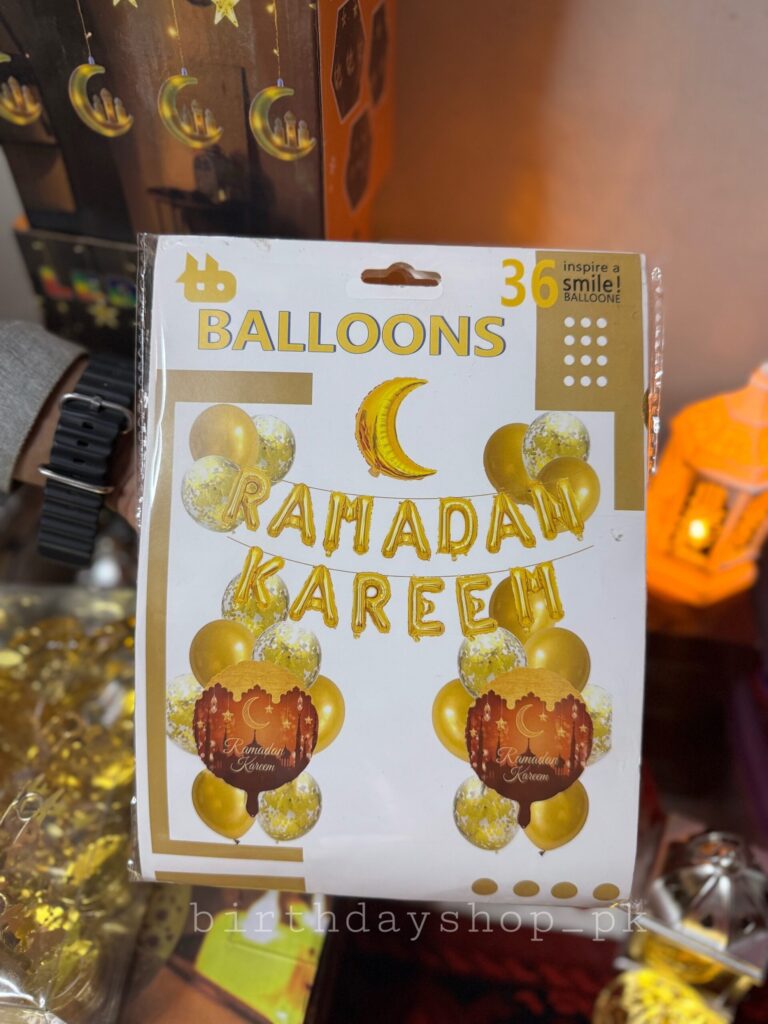 36 inspire a
smile!
BALLOONE
BALLOONS
RAMADAN
KAREEM
Ramadan
Kareem
Ramadan
Kareem
birthdayshop_pk